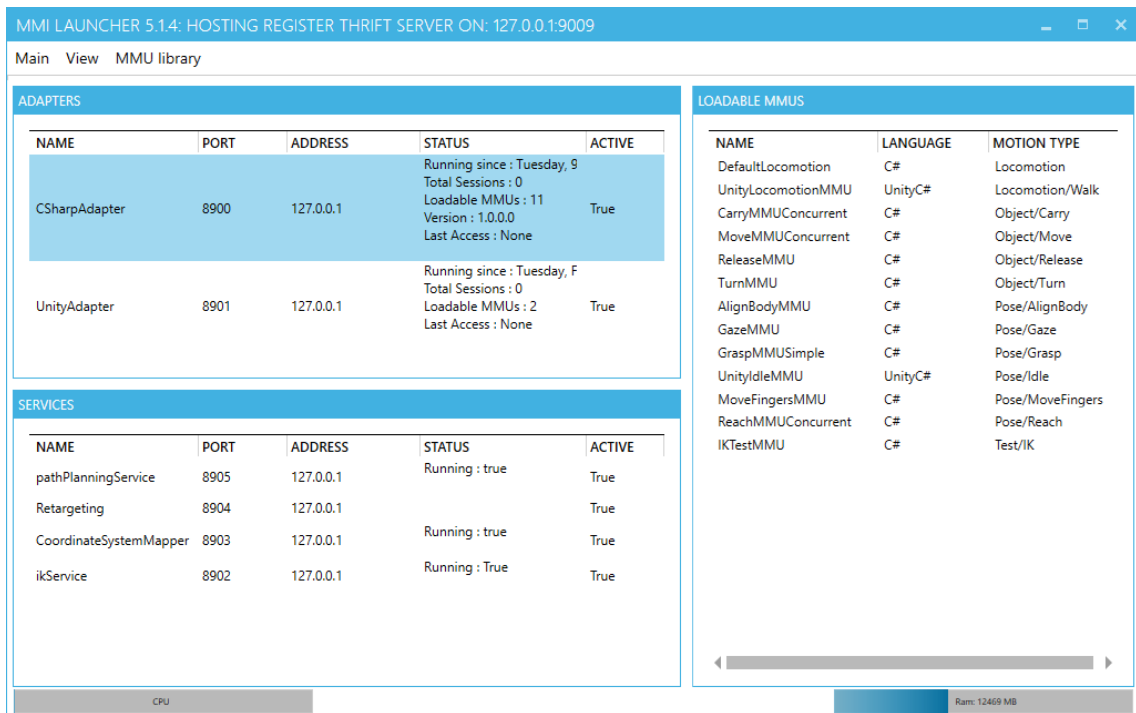 MMI LAUNCHER 5.1.4: HOSTING REGISTER THRIFT SERVER ON: 127.0.0.1:9009
Main View MMU library
ADAPTERS
NAME PORT ADDRESS STATUS ACTIVE
Running since : Tuesday, 9
Total Sessions : 0
Loadable MMUs : 11
CSharpAdapter 8900 127.0.0.1 True
Version : 1.0.0.0
Last Access : None
Running since : Tuesday, F
Total Sessions : 0
UnityAdapter 8901 127.0.0.1 Loadable MMUs : 2 True
Last Access : None
SERVICES
NAME PORT ADDRESS STATUS ACTIVE
pathPlanningService 8905 127.0.0.1 Running : true True
Retargeting 8904 127.0.0.1 True
CoordinateSystemMapper 8903 127.0.0.1 Running : true True
ikService 8902 127.0.0.1 Running : True True
LOADABLE MMUS
NAME LANGUAGE MOTION TYPE
DefaultLocomotion C# Locomotion
UnityLocomotionMMU UnityC# Locomotion/Walk
CarryMMUConcurrent C# Object/Carry
MoveMMUConcurrent C# Object/Move
ReleaseMMU C# Object/Release
TurnMMU C# Object/Turn
AlignBodyMMU C# Pose/AlignBody
GazeMMU C# Pose/Gaze
GraspMMUSimple C# Pose/Grasp
UnityIdleMMU UnityC# Pose/Idle
MoveFingersMMU C# Pose/MoveFingers
ReachMMUConcurrent C# Pose/Reach
IKTestMMU C# Test/IK
CPU
Ram: 12469 MB